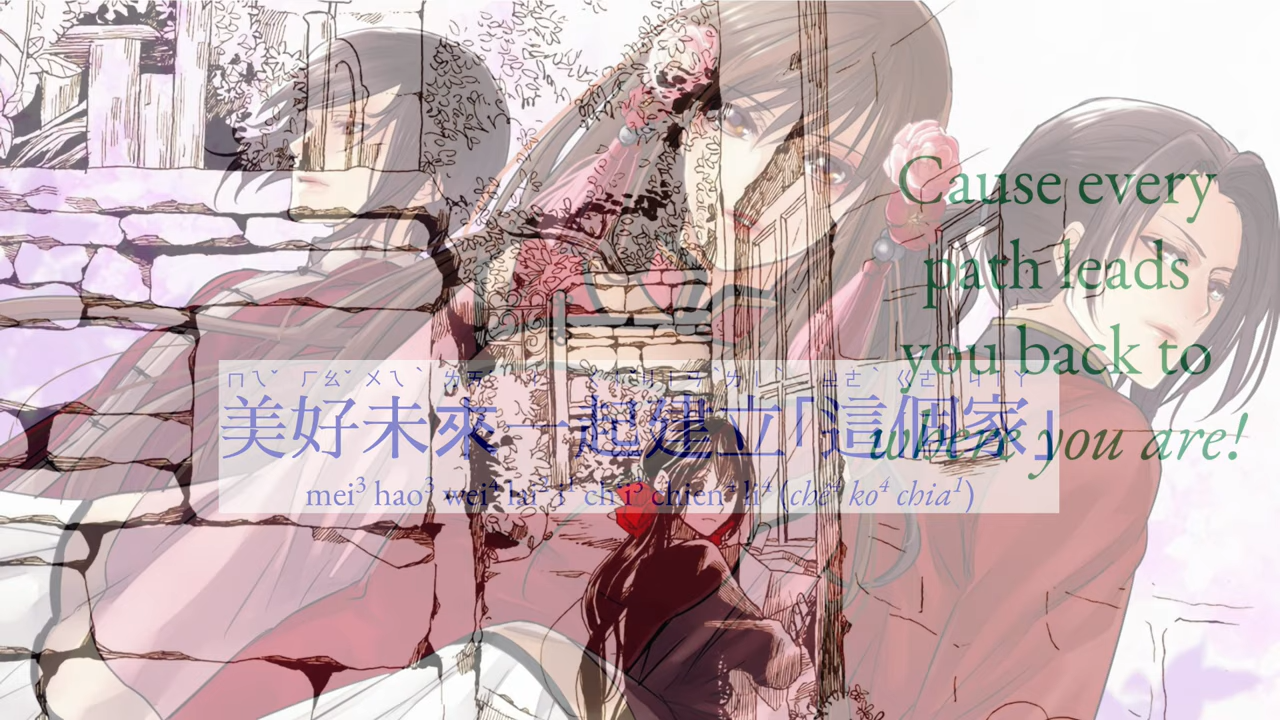 ㄇㄟˇ ㄏㄠˇ ㄨㄟˋ ㄌㄞˊ ㄧ ㄑㄧˇ ㄐㄧㄢˋ ㄌㄧˋ ㄓㄜˋ ㄍㄜˋ ㄐㄧㄚ
美好未來一起建立「這個家」
mei³ hao³ wei⁴ lai² i¹ ch'i³ chien⁴ li⁴ (che⁴ ko⁴ chia¹)
Cause every
path leads
you back to
where you are!